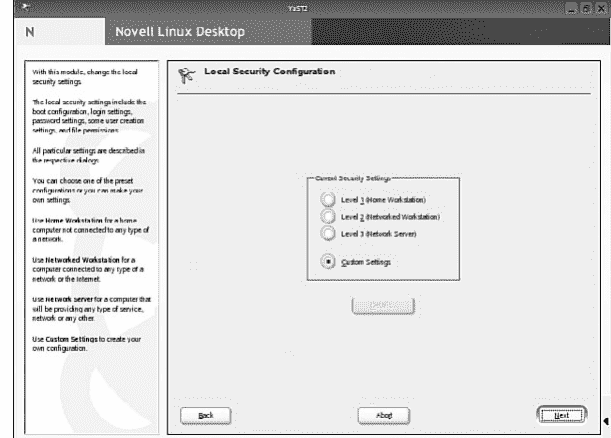 YaST2
N
Novell Linux Desktop
With this module, change the local
security settings.
The local security settings include the
boot configuration, login settings,
password settings, some user creation
settings, and file permissions.
All particular settings are described in
the respective dialogs.
You can choose one of the preset
configurations or you can make your
own settings.
Use Home Workstation for a home
computer not connected to any type of
a network.
Use Networked Workstation for a
computer connected to any type of a
network or the Internet.
Use Network Server for a computer that
will be providing any type of service,
network or any other.
Use Custom Settings to create your
own configuration.
Local Security Configuration
Current Security Settings
Level 1 (Home Workstation)
Level 2 (Networked Workstation)
Level 3 (Network Server)
Custom Settings
Back
Abort
Next